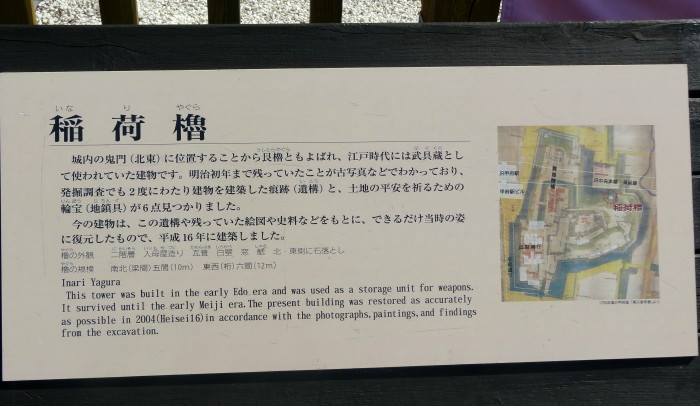 いなり やぐら
稲荷櫓
城内の鬼門(北東)に位置することから艮櫓ともよばれ、江戸時代には武具蔵とし
て使われていた建物です。明治初年まで残っていたことが古写真などでわかっており、
発掘調査でも2度にわたり建物を建築した痕跡(遺構)と、土地の平安を祈るための
輪宝(地鎮具)が6点見つかりました。
今の建物は、この遺構や残っていた絵図や史料などをもとに、できるだけ当時の姿
に復元したもので、平成16年に建築しました。
櫓の外観 二階層 入母屋造り 瓦葺 白壁 窓 北・東側に石落とし
櫓の規模 南北(梁間)五間(10m) 東西(桁)六間(12m)
Inari Yagura
This tower was built in the early Edo era and was used as a storage unit for weapons.
It survived until the early Meiji era.The present building was restored as accurately
as possible in 2004(Heisei16)in accordance with the photographs,paintings,and findings
from the excavation.
稲荷櫓